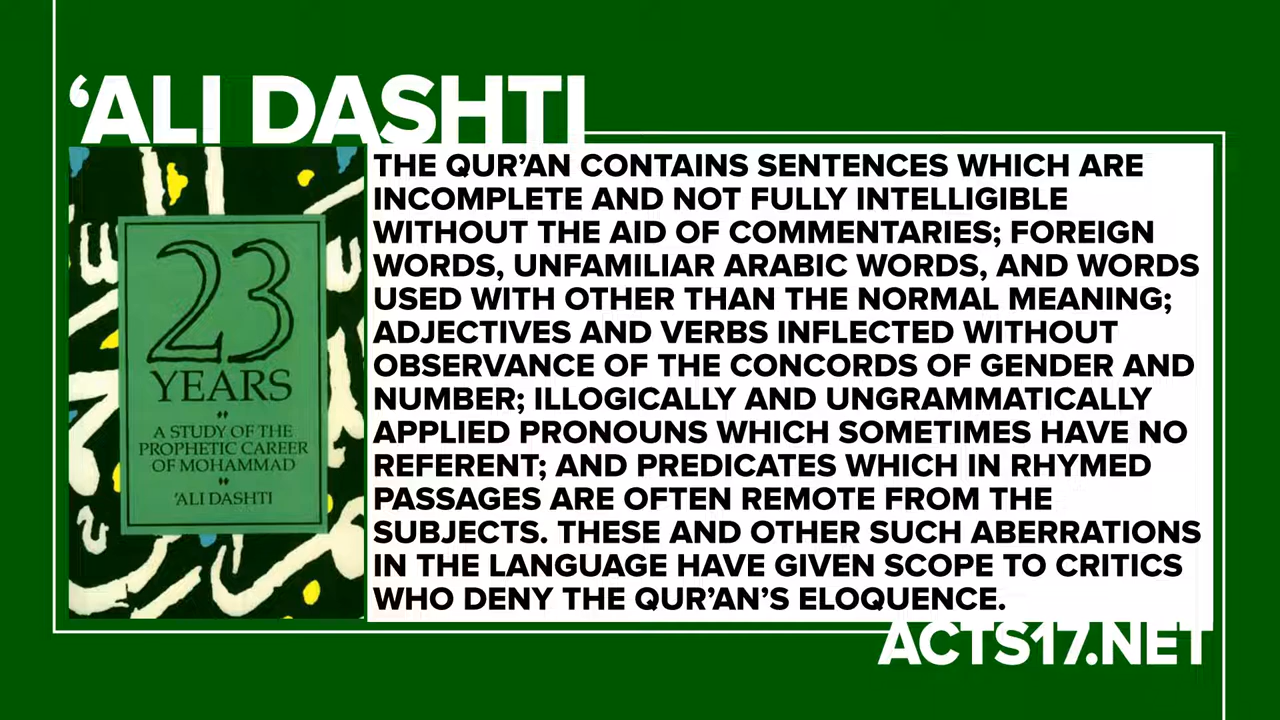 ‘ALI DASHTI
23
YEARS
A STUDY OF THE
PROPHETIC CAREER
OF MOHAMMAD
‘ALI DASHTI
THE QUR’AN CONTAINS SENTENCES WHICH ARE
INCOMPLETE AND NOT FULLY INTELLIGIBLE
WITHOUT THE AID OF COMMENTARIES; FOREIGN
WORDS, UNFAMILIAR ARABIC WORDS, AND WORDS
USED WITH OTHER THAN THE NORMAL MEANING;
ADJECTIVES AND VERBS INFLECTED WITHOUT
OBSERVANCE OF THE CONCORDS OF GENDER AND
NUMBER; ILLOGICALLY AND UNGRAMMATICALLY
APPLIED PRONOUNS WHICH SOMETIMES HAVE NO
REFERENT; AND PREDICATES WHICH IN RHYMED
PASSAGES ARE OFTEN REMOTE FROM THE
SUBJECTS. THESE AND OTHER SUCH ABERRATIONS
IN THE LANGUAGE HAVE GIVEN SCOPE TO CRITICS
WHO DENY THE QUR’AN’S ELOQUENCE.
ACTS17.NET